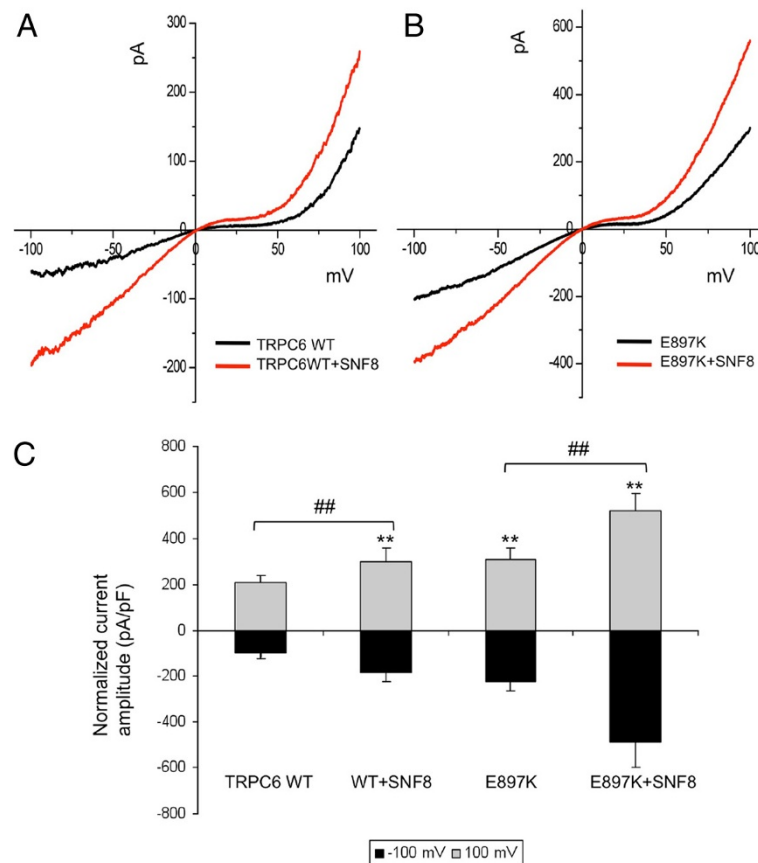 A
B
pA
pA
300
200
100
0
-100
-200
-100
-50
0
50
100
mV
TRPC6 WT
TRPC6WT+SNF8
600
400
200
0
-200
-400
-100
-50
0
50
100
mV
E897K
E897K+SNF8
C
Normalized current
amplitude (pA/pF)
800
600
400
200
0
-200
-400
-600
-800
##
##
**
**
**
TRPC6 WT
WT+SNF8
E897K
E897K+SNF8
-100 mV
100 mV